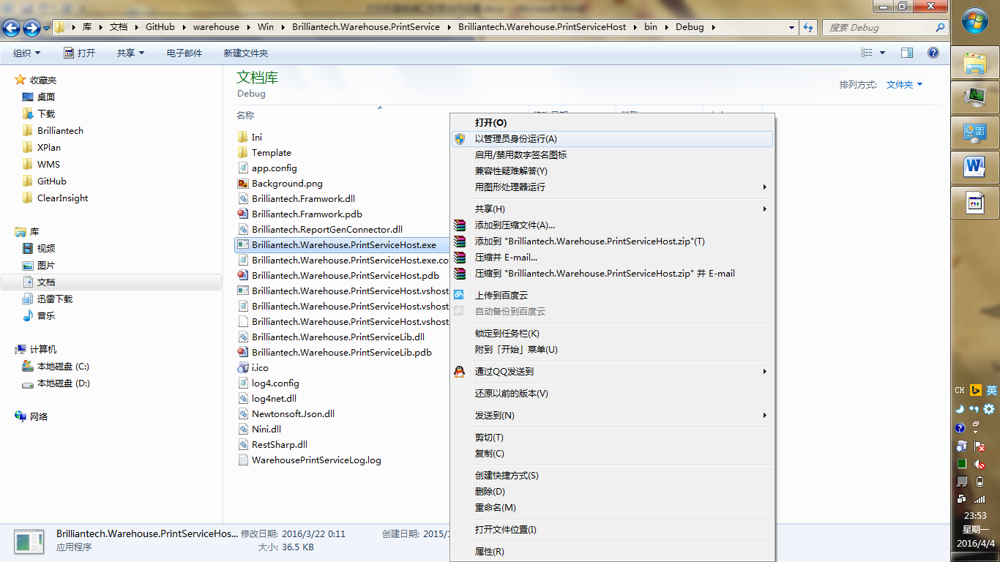 库 ▸ 文档 ▸ GitHub ▸ warehouse ▸ Win ▸ Brilliantech.Warehouse.PrintService ▸ Brilliantech.Warehouse.PrintServiceHost ▸ bin ▸ Debug ▸
搜索 Debug
组织 打开 共享 电子邮件 新建文件夹
收藏夹
桌面
下载
Brilliantech
XPlan
WMS
GitHub
ClearInsight
库
视频
图片
文档
迅雷下载
音乐
计算机
本地磁盘 (C:)
本地磁盘 (D:)
网络
文档库
Debug
排列方式: 文件夹
名称
Ini
Template
app.config
Background.png
Brilliantech.Framwork.dll
Brilliantech.Framwork.pdb
Brilliantech.ReportGenConnector.dll
Brilliantech.Warehouse.PrintServiceHost.exe
Brilliantech.Warehouse.PrintServiceHost.exe.co
Brilliantech.Warehouse.PrintServiceHost.pdb
Brilliantech.Warehouse.PrintServiceHost.vshost
Brilliantech.Warehouse.PrintServiceHost.vshost
Brilliantech.Warehouse.PrintServiceHost.vshost
Brilliantech.Warehouse.PrintServiceLib.dll
Brilliantech.Warehouse.PrintServiceLib.pdb
i.ico
log4.config
log4net.dll
Newtonsoft.Json.dll
Nini.dll
RestSharp.dll
WarehousePrintServiceLog.log
打开(O)
以管理员身份运行(A)
启用/禁用数字签名图标
兼容性疑难解答(Y)
用图形处理器运行
共享(H)
添加到压缩文件(A)...
添加到 "Brilliantech.Warehouse.PrintServiceHost.zip"(T)
压缩并 E-mail...
压缩到 "Brilliantech.Warehouse.PrintServiceHost.zip" 并 E-mail
上传到百度云
自动备份到百度云
锁定到任务栏(K)
附到「开始」菜单(U)
通过QQ发送到
还原以前的版本(V)
发送到(N)
剪切(T)
复制(C)
创建快捷方式(S)
删除(D)
重命名(M)
打开文件位置(I)
属性(R)
Brilliantech.Warehouse.PrintServiceHos... 修改日期: 2016/3/22 0:11 创建日期: 2015/1
应用程序 大小: 36.5 KB
CH 英
23:53
星期一
2016/4/4